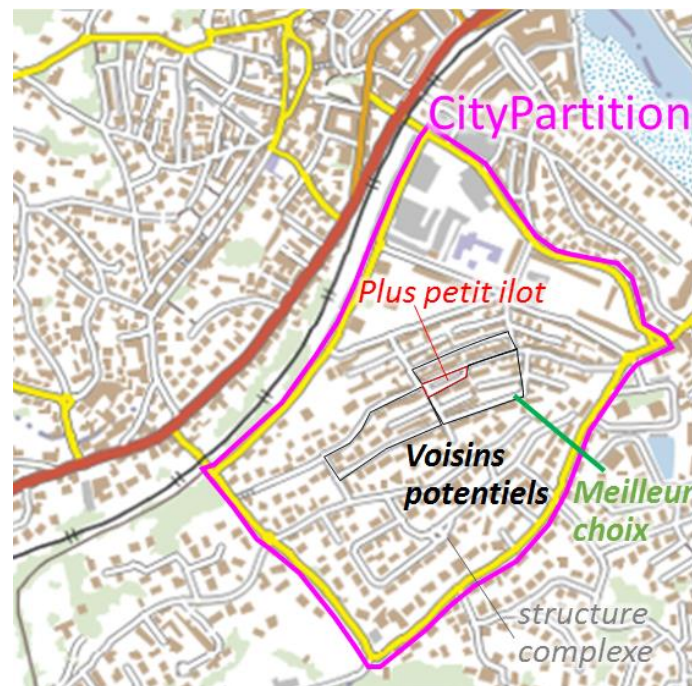 CityPartition
Plus petit ilot
Voisins
potentiels
Meilleur
choix
structure
complexe